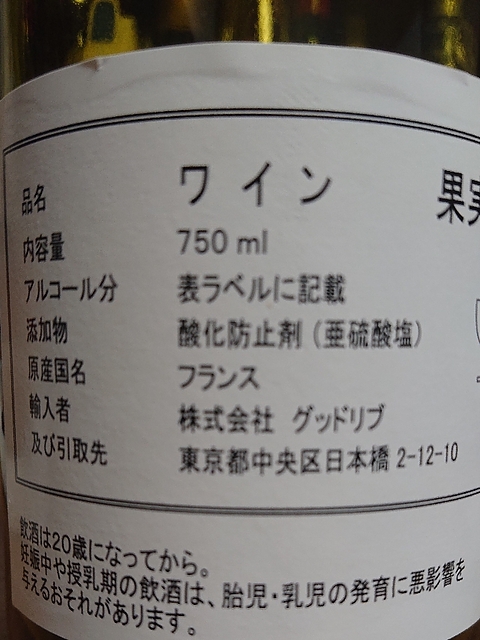 品名 ワイン 果実
内容量 750 ml
アルコール分 表ラベルに記載
添加物 酸化防止剤（亜硫酸塩）
原産国名 フランス
輸入者 株式会社 グッドリブ
及び引取先 東京都中央区日本橋 2-12-10
飲酒は20歳になってから。
妊娠中や授乳期の飲酒は、胎児・乳児の発育に悪影響を
与えるおそれがあります。